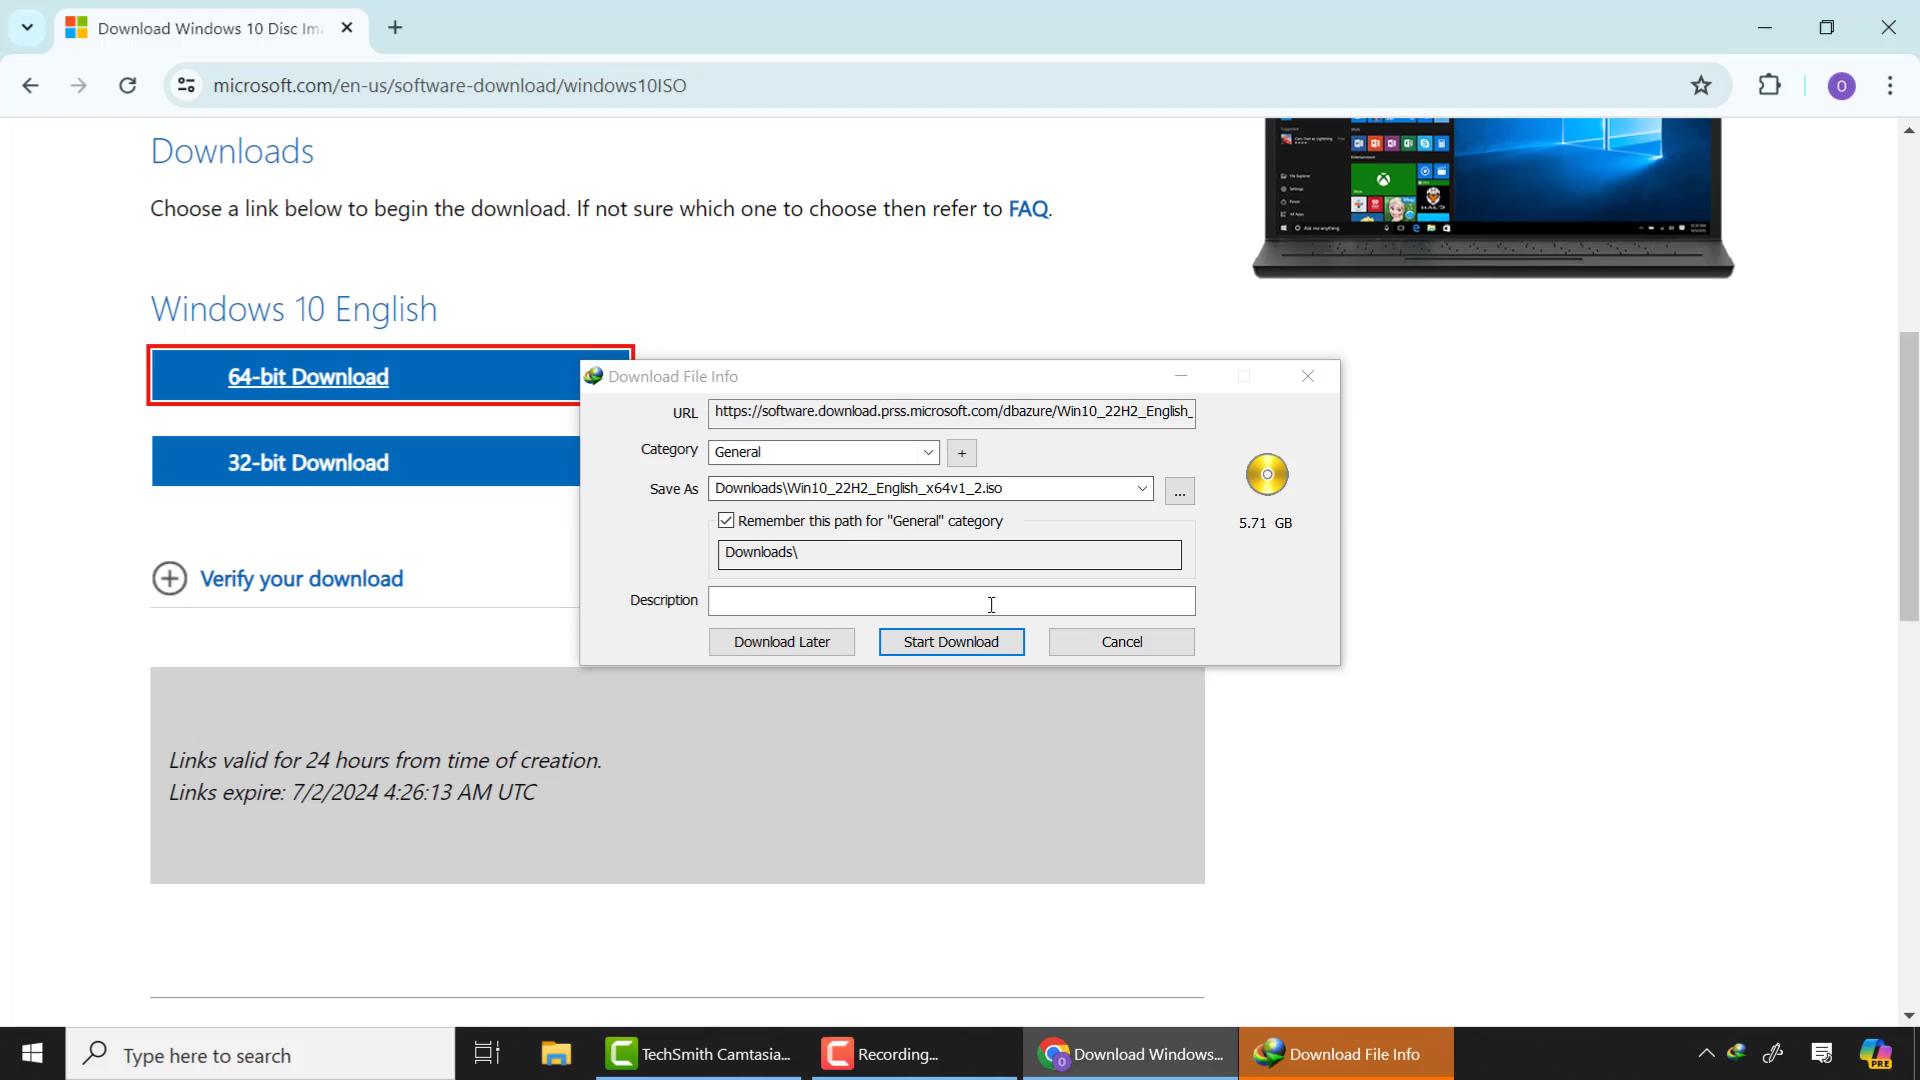 Download Windows 10 Disc Ima
microsoft.com/en-us/software-download/windows10ISO
O
Downloads
Choose a link below to begin the download. If not sure which one to choose then refer to FAQ.
Windows 10 English
64-bit Download
32-bit Download
Verify your download
Download File Info
URL
https://software.download.prss.microsoft.com/dbazure/Win10_22H2_English_
Category
General
+
Save As
Downloads\Win10_22H2_English_x64v1_2.iso
...
Remember this path for "General" category
Downloads\
5.71 GB
Description
Download Later
Start Download
Cancel
Links valid for 24 hours from time of creation.
Links expire: 7/2/2024 4:26:13 AM UTC
Type here to search
TechSmith Camtasia...
Recording...
Download Windows...
Download File Info
PRE